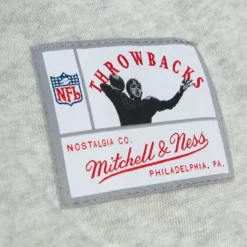 THROWBACKS
NFL
NOSTALGIA CO.
Mitchell & Ness
PHILADELPHIA, PA.